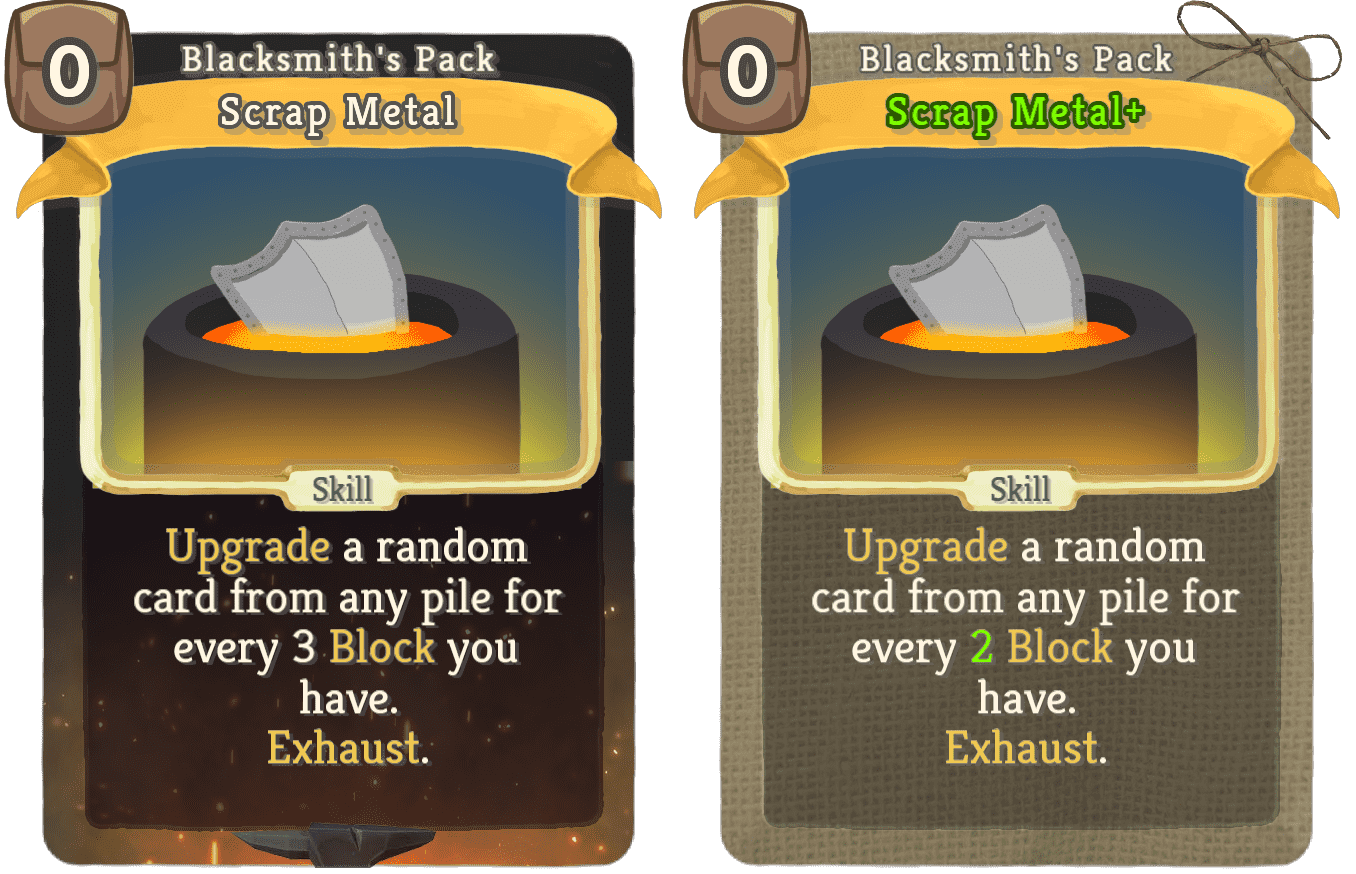 0
Blacksmith's Pack
Scrap Metal
Skill
Upgrade a random
card from any pile for
every 3 Block you
have.
Exhaust.
0
Blacksmith's Pack
Scrap Metal+
Skill
Upgrade a random
card from any pile for
every 2 Block you
have.
Exhaust.